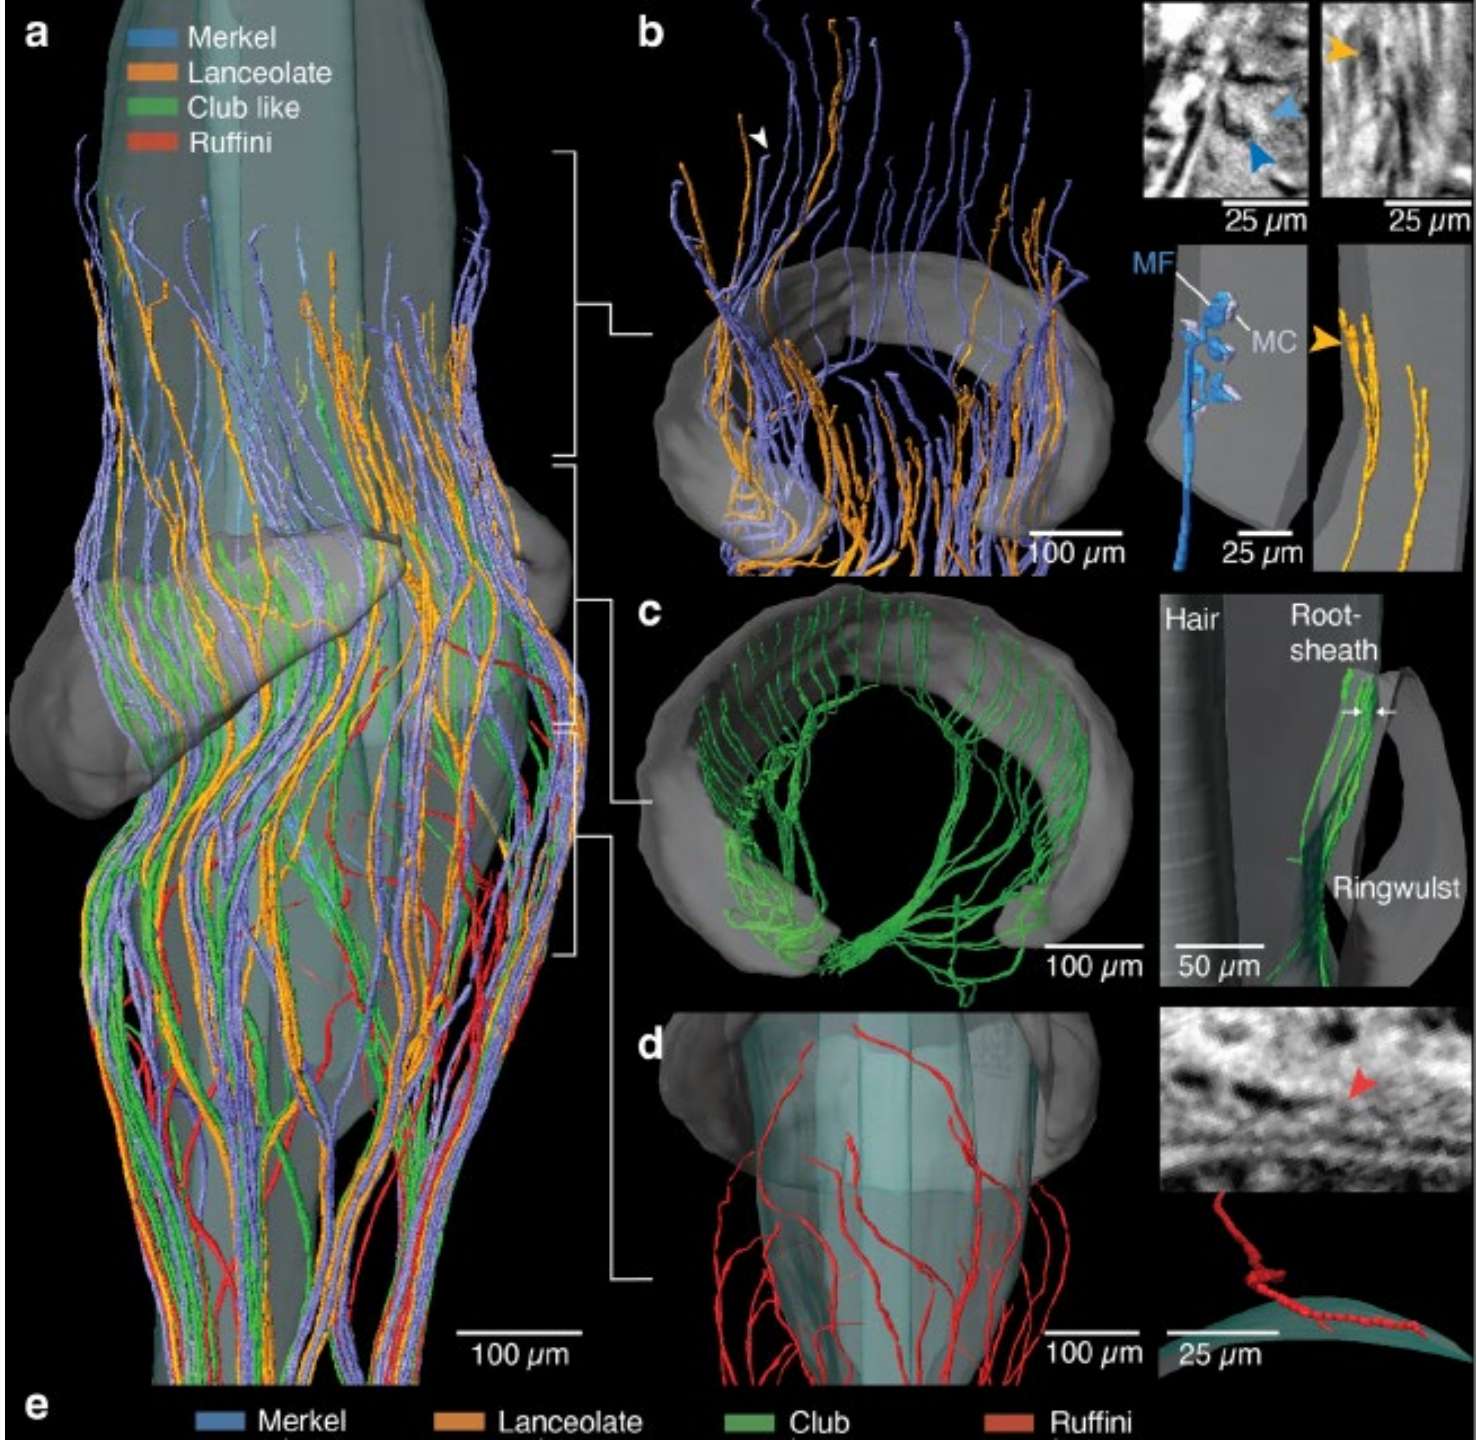 a
Merkel
Lanceolate
Club like
Ruffini
100 µm
b
100 µm
25 µm
25 µm
MF
MC
25 µm
c
100 µm
Hair
Root-
sheath
Ringwulst
50 µm
d
100 µm
25 µm
e
Merkel
Lanceolate
Club
Ruffini